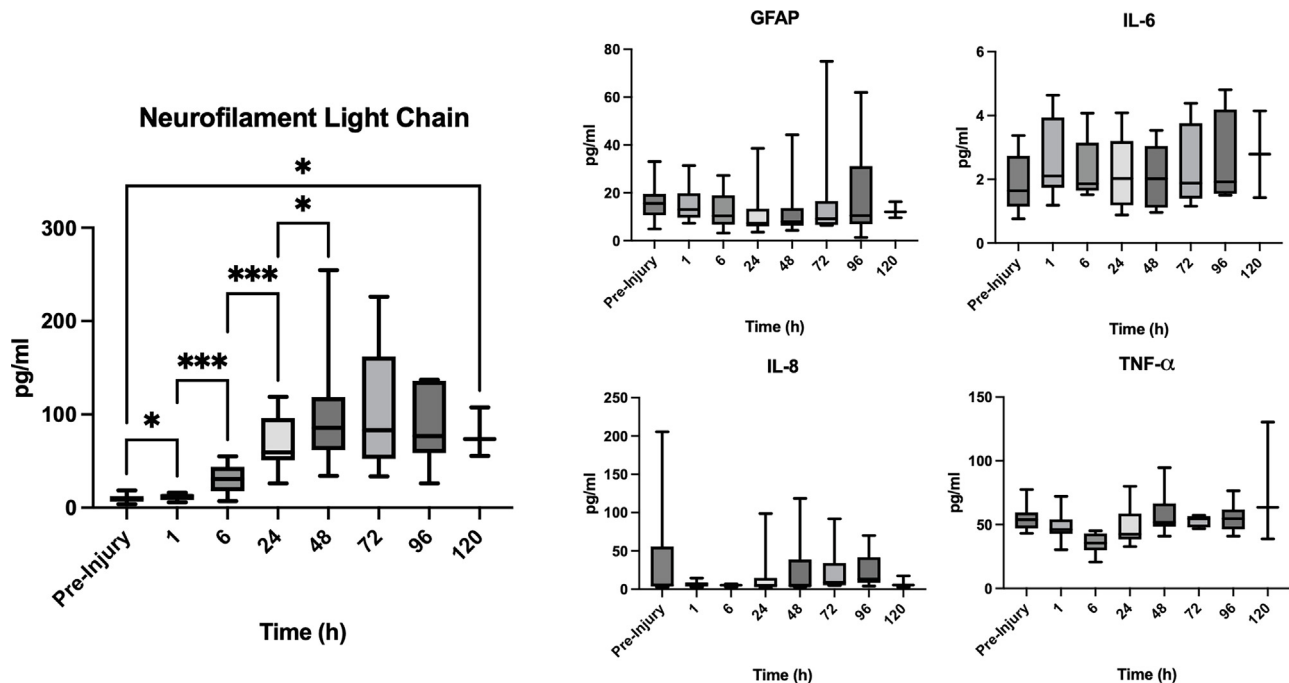 Neurofilament Light Chain
*
*
***
***
*
pg/ml
300
200
100
0
Pre-Injury 1 6 24 48 72 96 120
Time (h)
GFAP
pg/ml
80
60
40
20
0
Pre-Injury 1 6 24 48 72 96 120
Time (h)
IL-6
pg/ml
6
4
2
0
Pre-Injury 1 6 24 48 72 96 120
Time (h)
IL-8
pg/ml
250
200
150
100
50
0
Pre-Injury 1 6 24 48 72 96 120
Time (h)
TNF-α
pg/ml
150
100
50
0
Pre-Injury 1 6 24 48 72 96 120
Time (h)